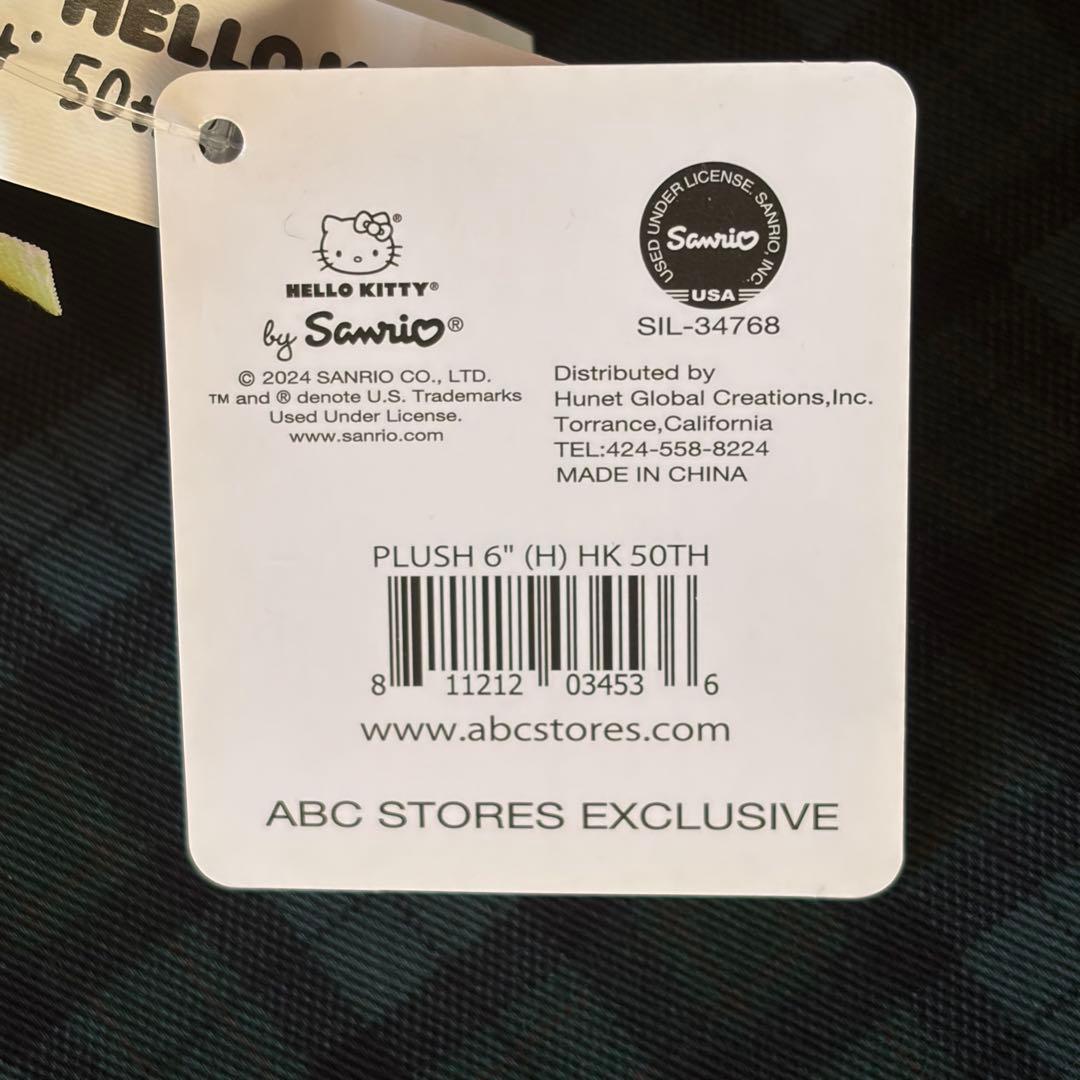 HELLO
50t
HELLO KITTY®
by Sanrio®
© 2024 SANRIO CO., LTD.
TM and ® denote U.S. Trademarks
Used Under License.
www.sanrio.com
USED UNDER LICENSE. SANRIO, INC.
Sanrio
USA
SIL-34768
Distributed by
Hunet Global Creations,Inc.
Torrance,California
TEL:424-558-8224
MADE IN CHINA
PLUSH 6" (H) HK 50TH
8 11212 03453 6
www.abcstores.com
ABC STORES EXCLUSIVE